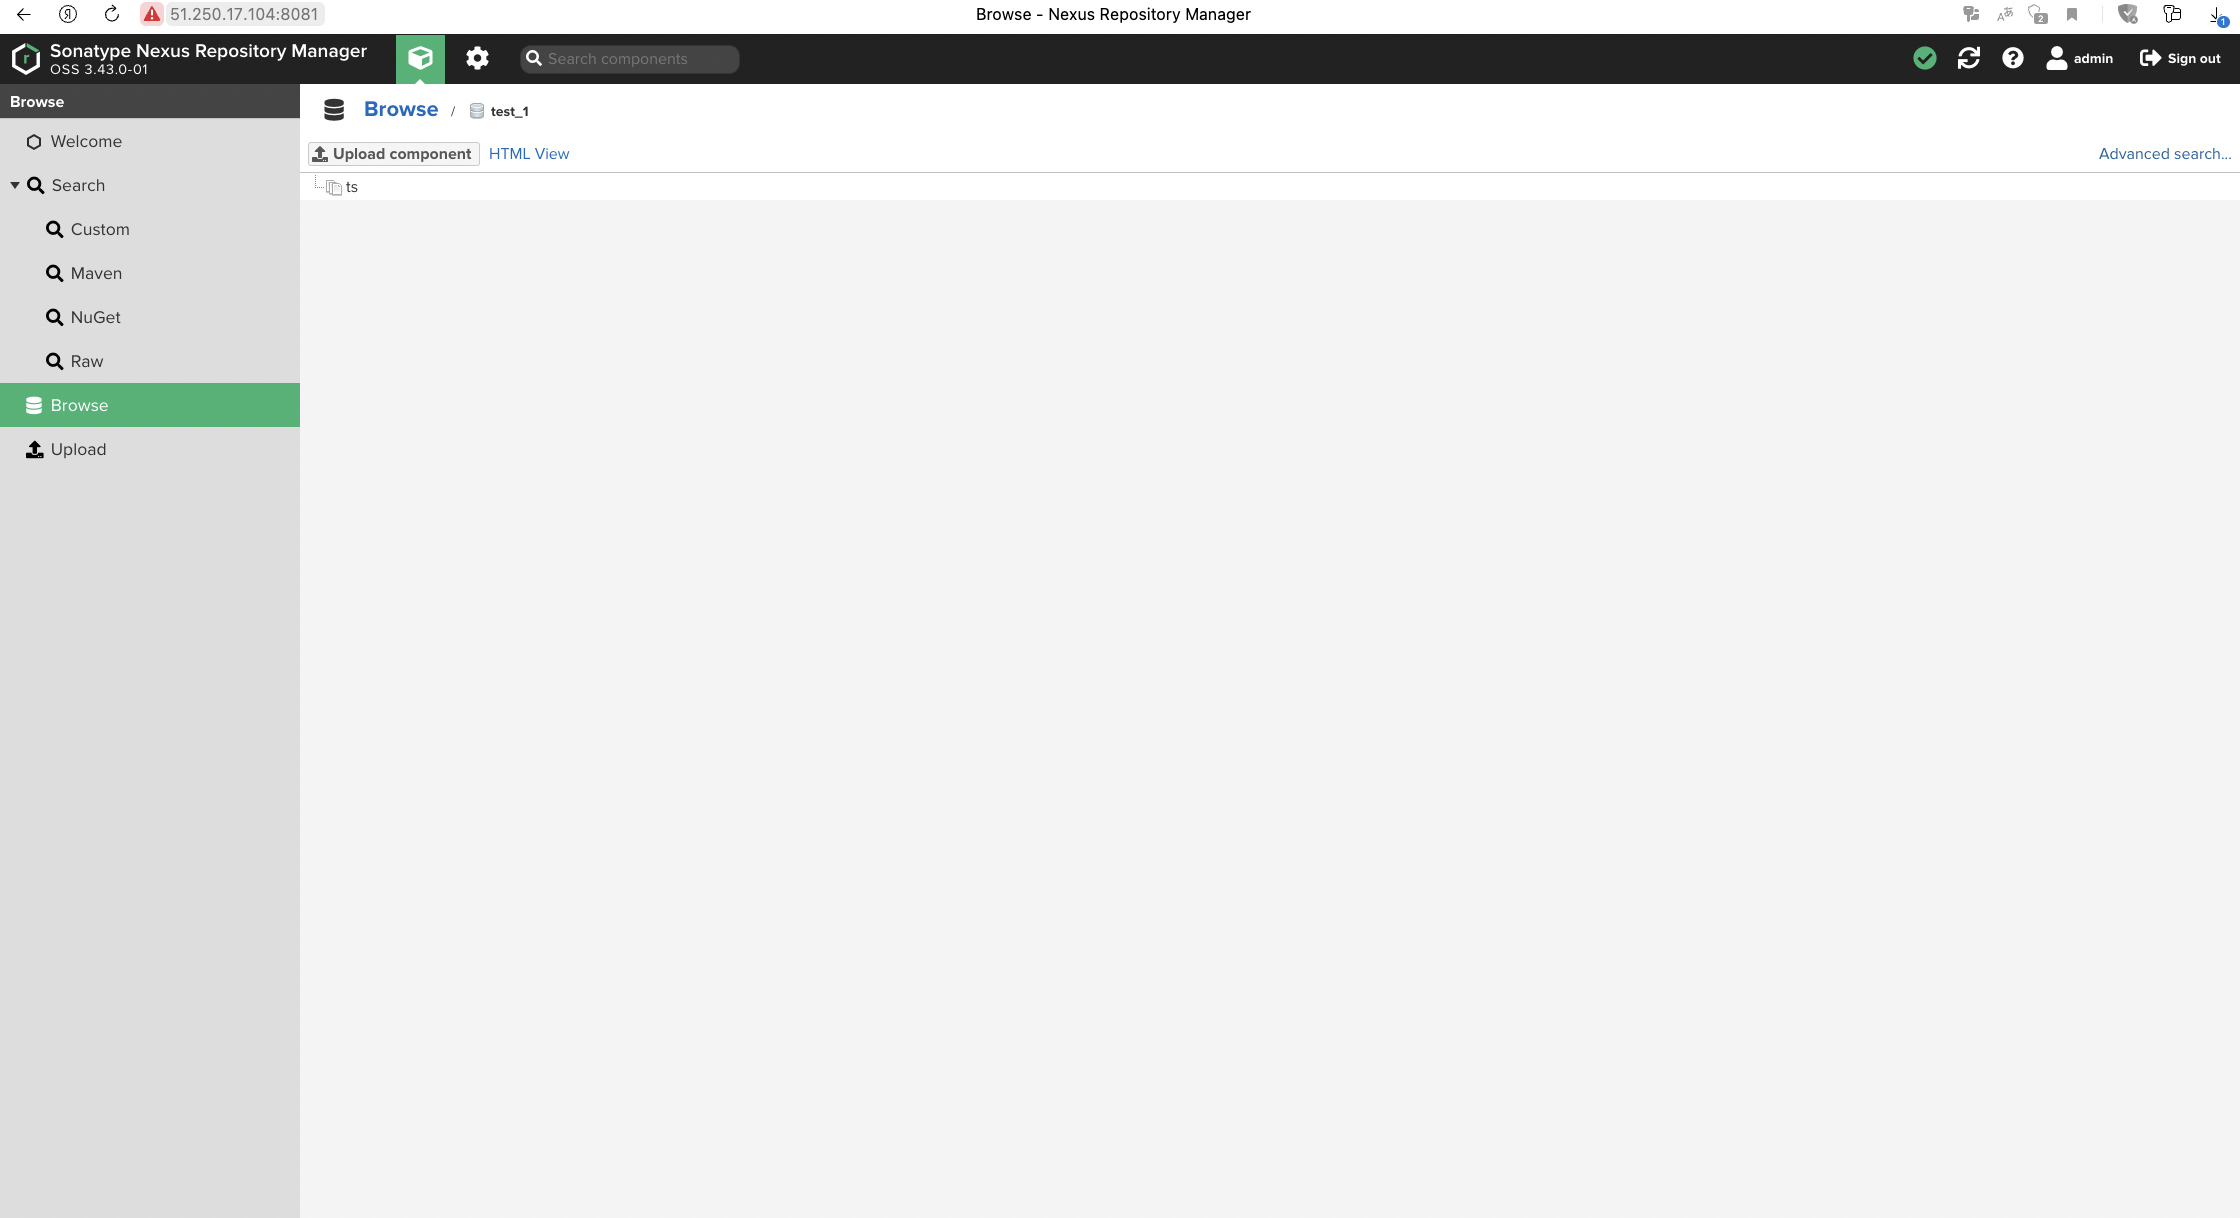 51.250.17.104:8081
Browse - Nexus Repository Manager
2
1
Sonatype Nexus Repository Manager
OSS 3.43.0-01
Search components
admin
Sign out
Browse
Welcome
Search
Custom
Maven
NuGet
Raw
Browse
Upload
Browse / test_1
Upload component HTML View
Advanced search...
ts